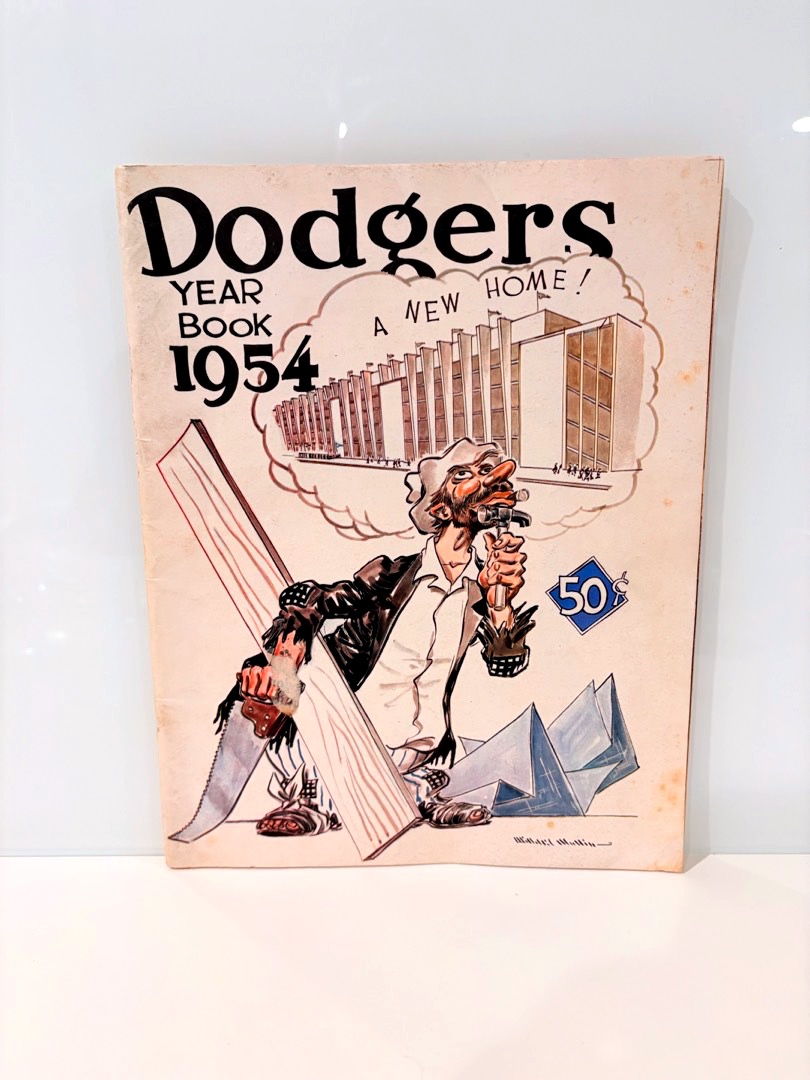 Dodgers
YEAR
BOOK
1954
A NEW HOME!
50¢
Willard Mullin